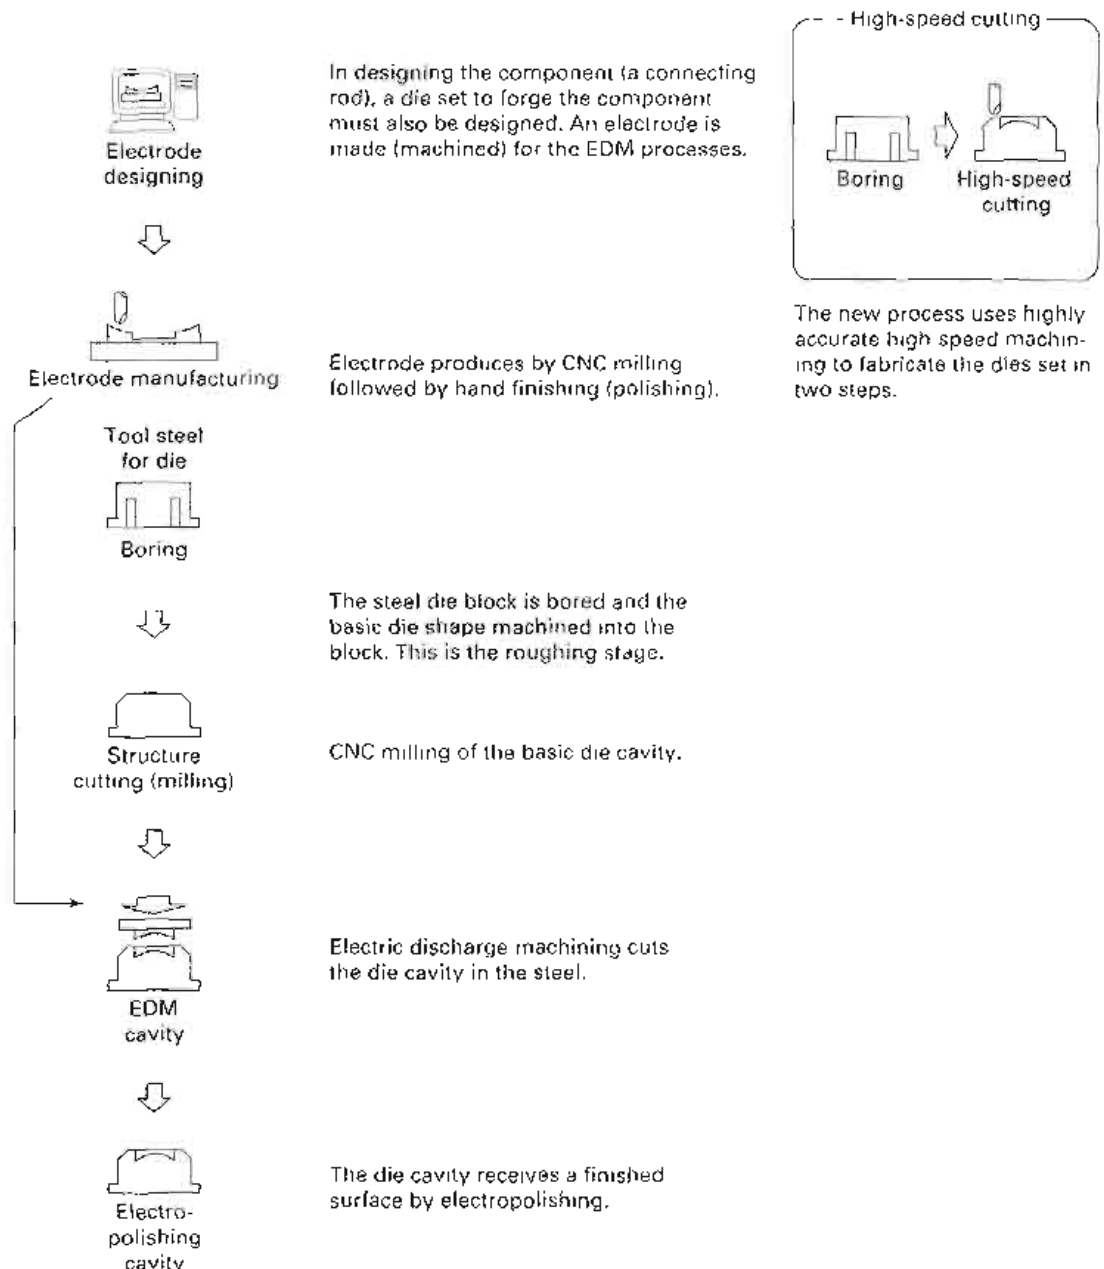 High-speed cutting
In designing the component (a connecting
rod), a die set to forge the component
must also be designed. An electrode is
made (machined) for the EDM processes.
Electrode
designing
Boring
High-speed
cutting
The new process uses highly
accurate high speed machin-
ing to fabricate the dies set in
two steps.
Electrode manufacturing
Electrode produces by CNC milling
followed by hand finishing (polishing).
Tool steel
for die
Boring
The steel die block is bored and the
basic die shape machined into the
block. This is the roughing stage.
Structure
cutting (milling)
CNC milling of the basic die cavity.
EDM
cavity
Electric discharge machining cuts
the die cavity in the steel.
Electro-
polishing
cavity
The die cavity receives a finished
surface by electropolishing.